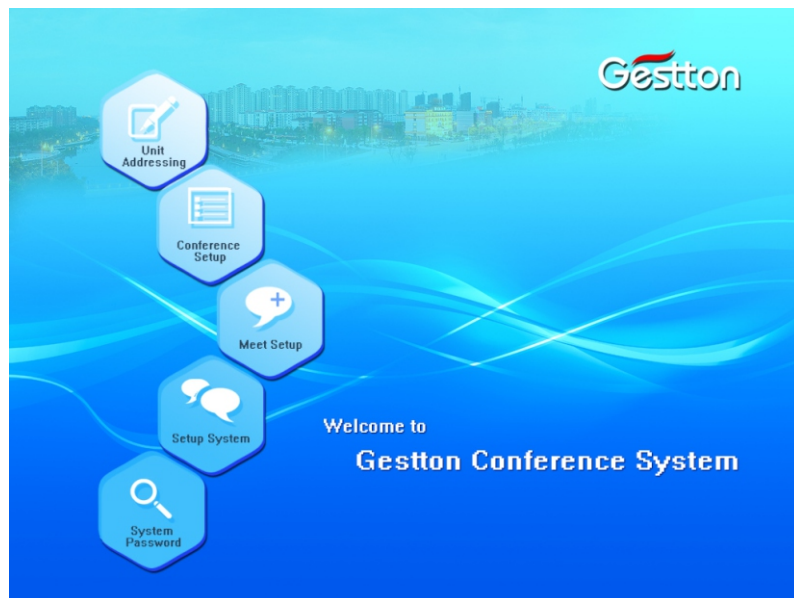 Gestton
Unit
Addressing
Conference
Setup
Meet Setup
Setup System
System
Password
Welcome to
Gestton Conference System